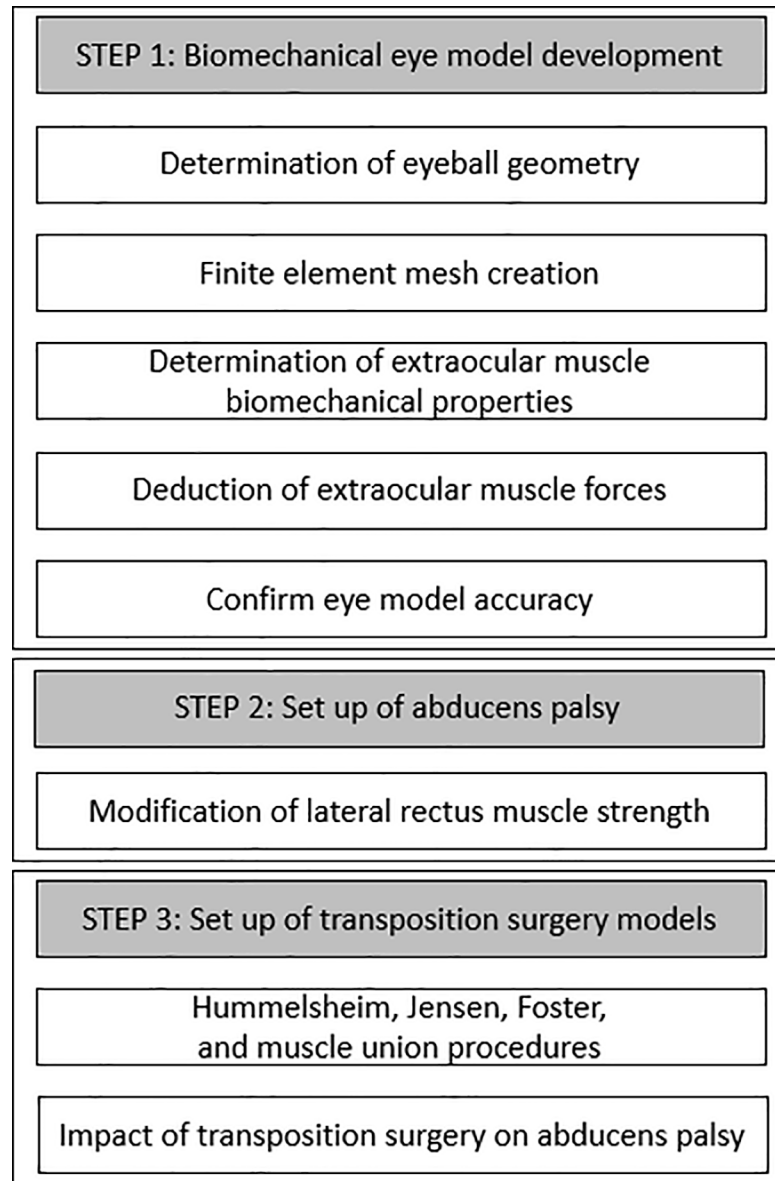 STEP 1: Biomechanical eye model development
Determination of eyeball geometry
Finite element mesh creation
Determination of extraocular muscle
biomechanical properties
Deduction of extraocular muscle forces
Confirm eye model accuracy
STEP 2: Set up of abducens palsy
Modification of lateral rectus muscle strength
STEP 3: Set up of transposition surgery models
Hummelsheim, Jensen, Foster,
and muscle union procedures
Impact of transposition surgery on abducens palsy